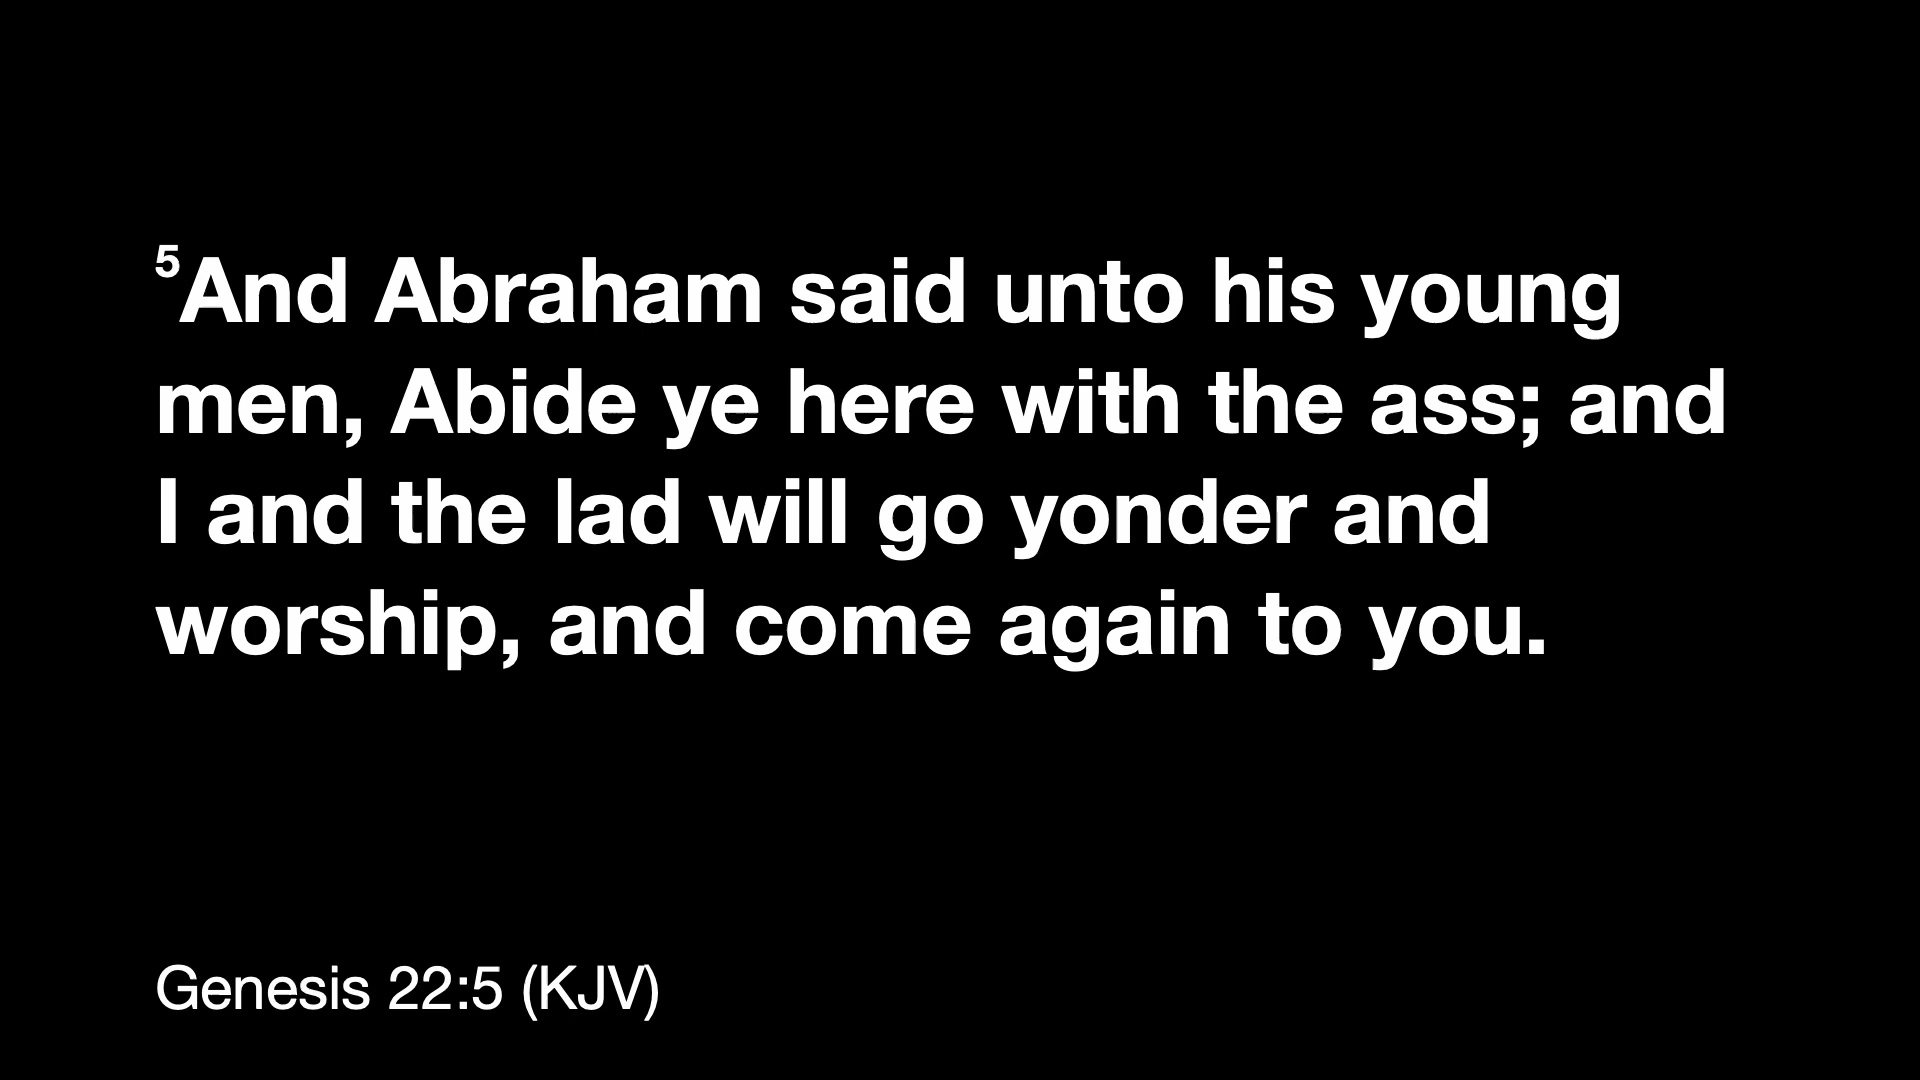 ⁵And Abraham said unto his young
men, Abide ye here with the ass; and
I and the lad will go yonder and
worship, and come again to you.
Genesis 22:5 (KJV)